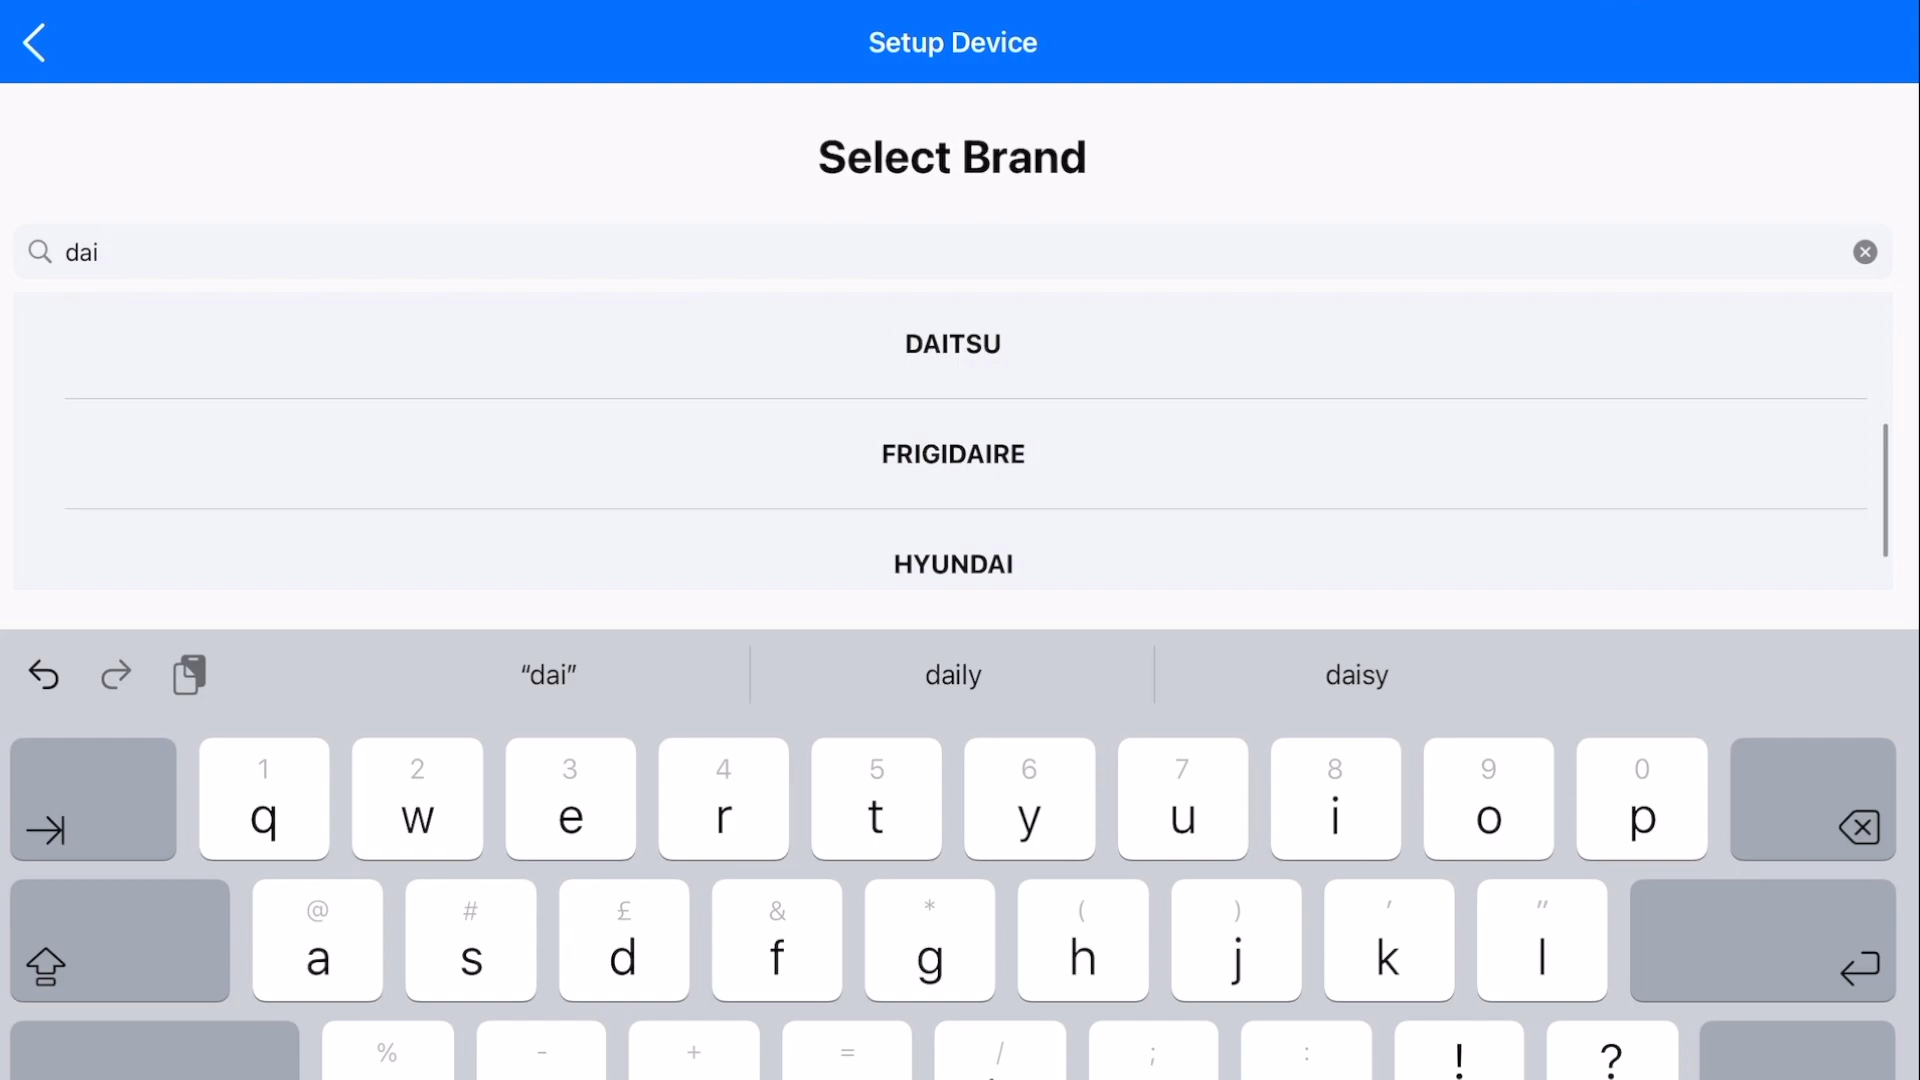 Setup Device
Select Brand
dai
DAITSU
FRIGIDAIRE
HYUNDAI
“dai” daily daisy
1 2 3 4 5 6 7 8 9 0
q w e r t y u i o p
@ # £ & * ( ) ' "
a s d f g h j k l
% - + = / ; : ! ?